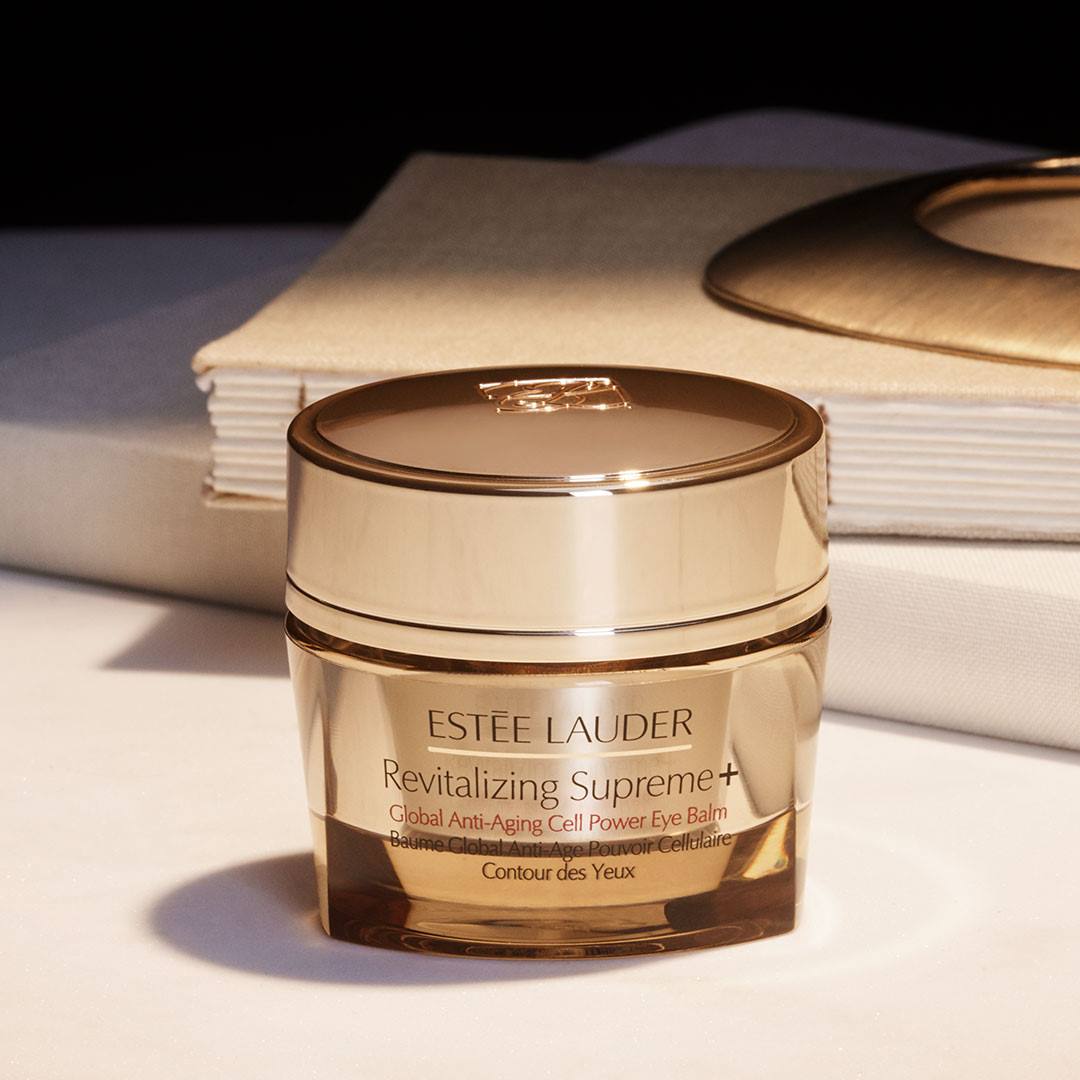 ESTĒE LAUDER
Revitalizing Supreme+
Global Anti-Aging Cell Power Eye Balm
Baume Global Anti-Age Pouvoir Cellulaire
Contour des Yeux